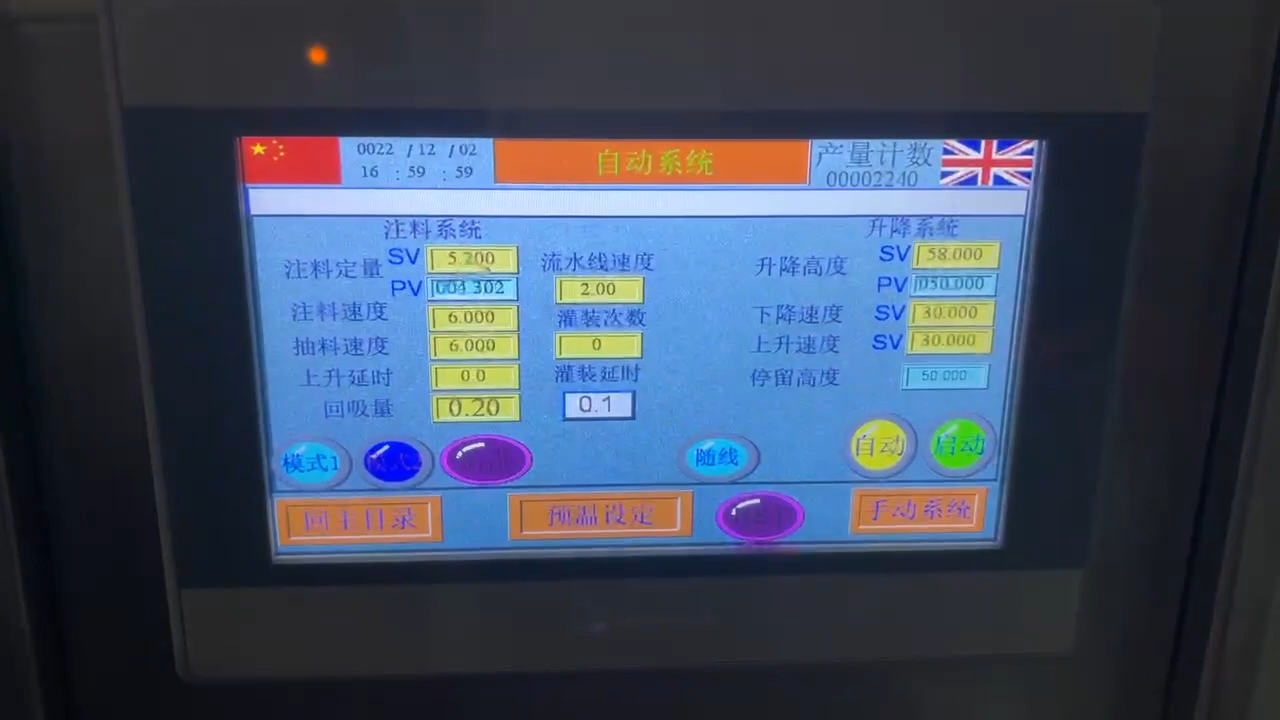 0022 / 12 / 02
16 : 59 : 59
自动系统
产量计数
00002240
注料系统
注料定量 SV 5.200
PV 004.302
注料速度 6.000
抽料速度 6.000
上升延时 0.0
回吸量 0.20
流水线速度
2.00
灌装次数
0
灌装延时
0.1
升降系统
升降高度 SV 58.000
PV 050.000
下降速度 SV 30.000
上升速度 SV 30.000
停留高度 50.000
模式1
模式2
随线
自动
启动
回主目录
预温设定
手动系统